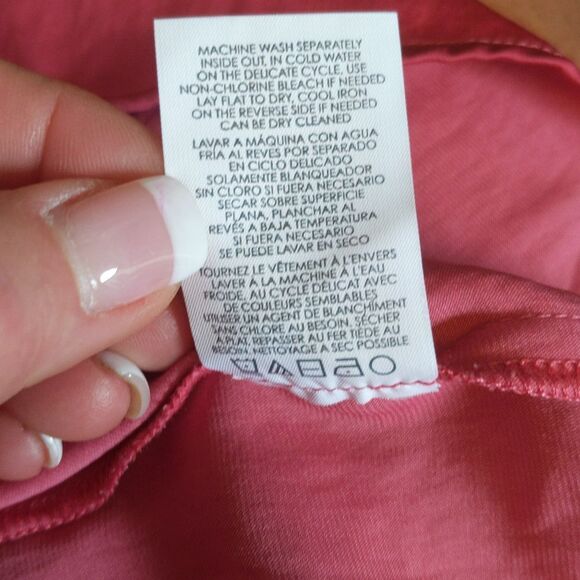 MACHINE WASH SEPARATELY
INSIDE OUT, IN COLD WATER
ON THE DELICATE CYCLE, USE
NON-CHLORINE BLEACH IF NEEDED
LAY FLAT TO DRY, COOL IRON
ON THE REVERSE SIDE IF NEEDED
CAN BE DRY CLEANED
LAVAR A MÁQUINA CON AGUA
FRÍA AL REVES POR SEPARADO
EN CICLO DELICADO
SOLAMENTE BLANQUEADOR
SIN CLORO SI FUERA NECESARIO
SECAR SOBRE SUPERFICIE
PLANA, PLANCHAR AL
REVÉS A BAJA TEMPERATURA
SI FUERA NECESARIO
SE PUEDE LAVAR EN SECO
TOURNEZ LE VÊTEMENT À L'ENVERS
LAVER À LA MACHINE À L'EAU
FROIDE, AU CYCLE DÉLICAT AVEC
DE COULEURS SEMBLABLES
UTILISER UN AGENT DE BLANCHIMENT
SANS CHLORE AU BESOIN, SÉCHER
À PLAT, REPASSER AU FER TIÈDE AU
BESOIN, NETTOYAGE A SEC POSSIBLE